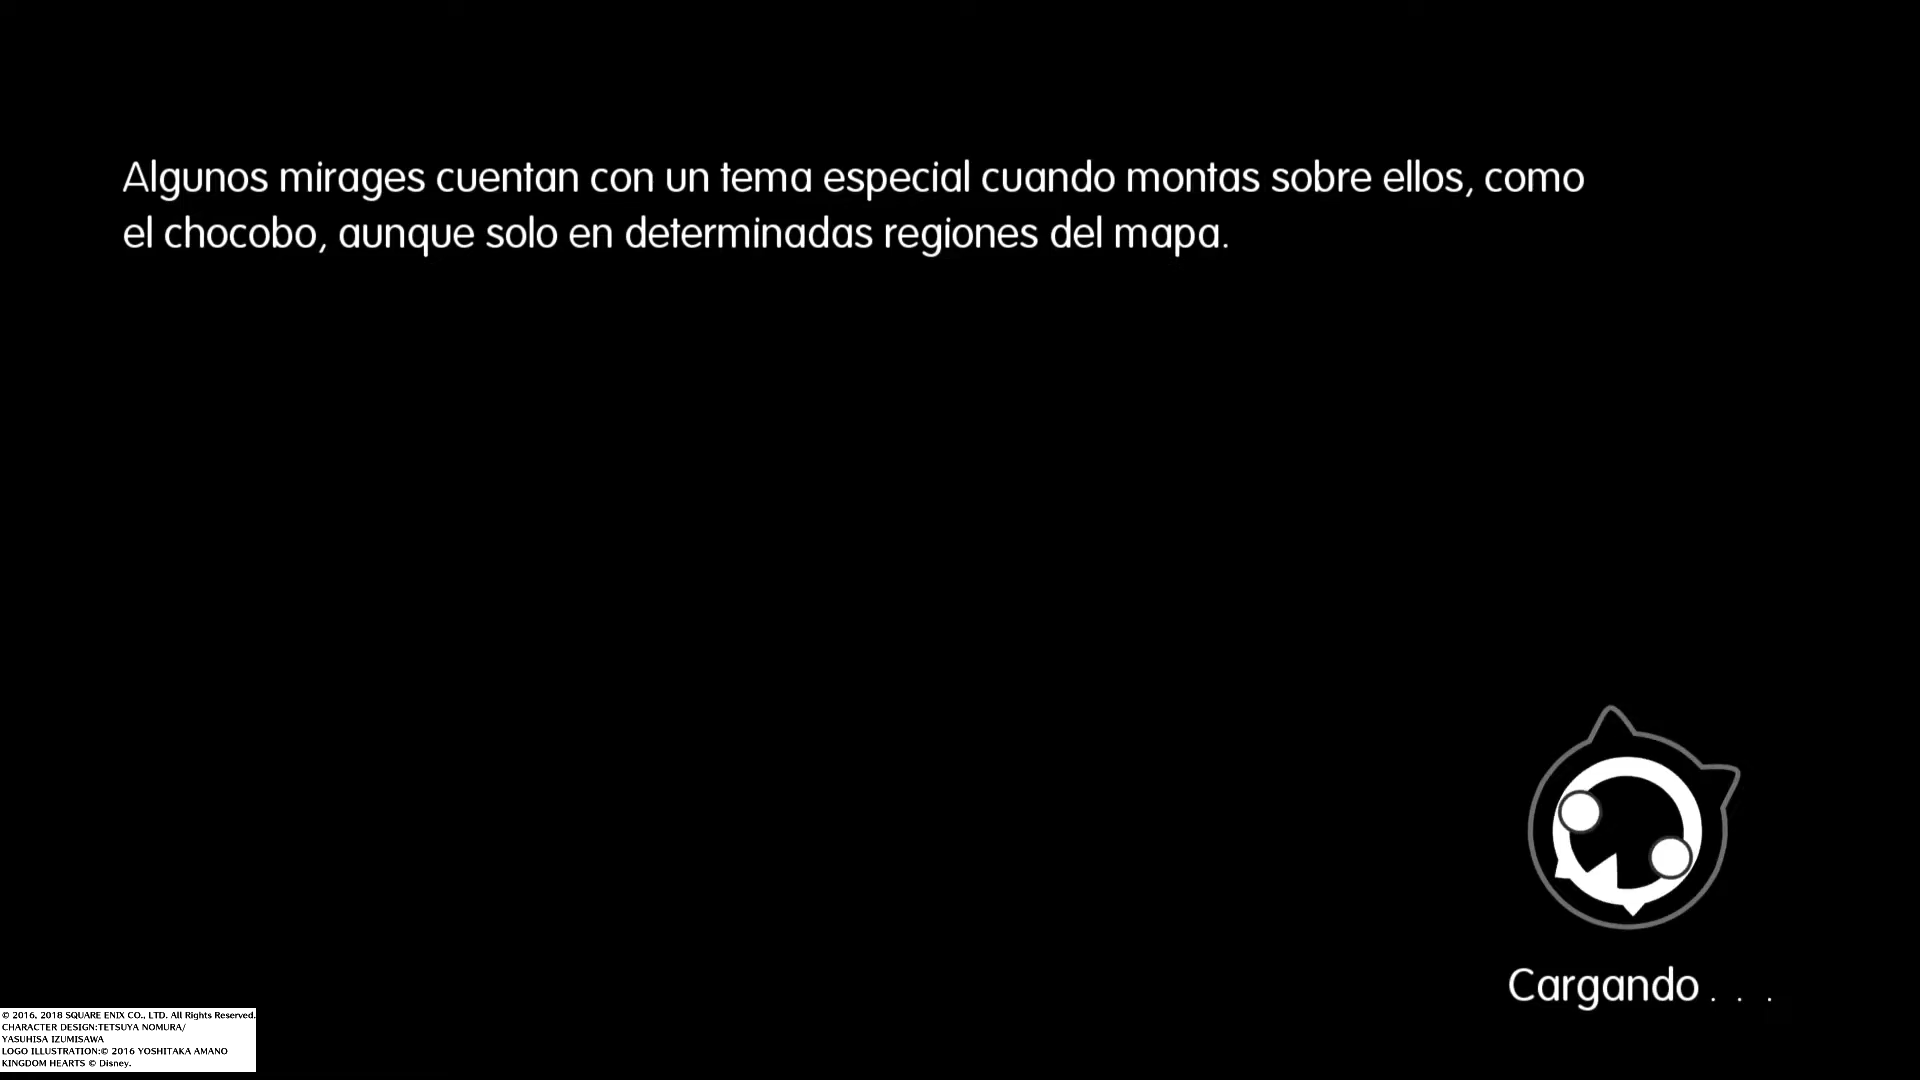 Algunos mirages cuentan con un tema especial cuando montas sobre ellos, como
el chocobo, aunque solo en determinadas regiones del mapa.
Cargando . . .
© 2016, 2018 SQUARE ENIX CO., LTD. All Rights Reserved.
CHARACTER DESIGN:TETSUYA NOMURA/
YASUHISA IZUMISAWA
LOGO ILLUSTRATION:© 2016 YOSHITAKA AMANO
KINGDOM HEARTS © Disney.